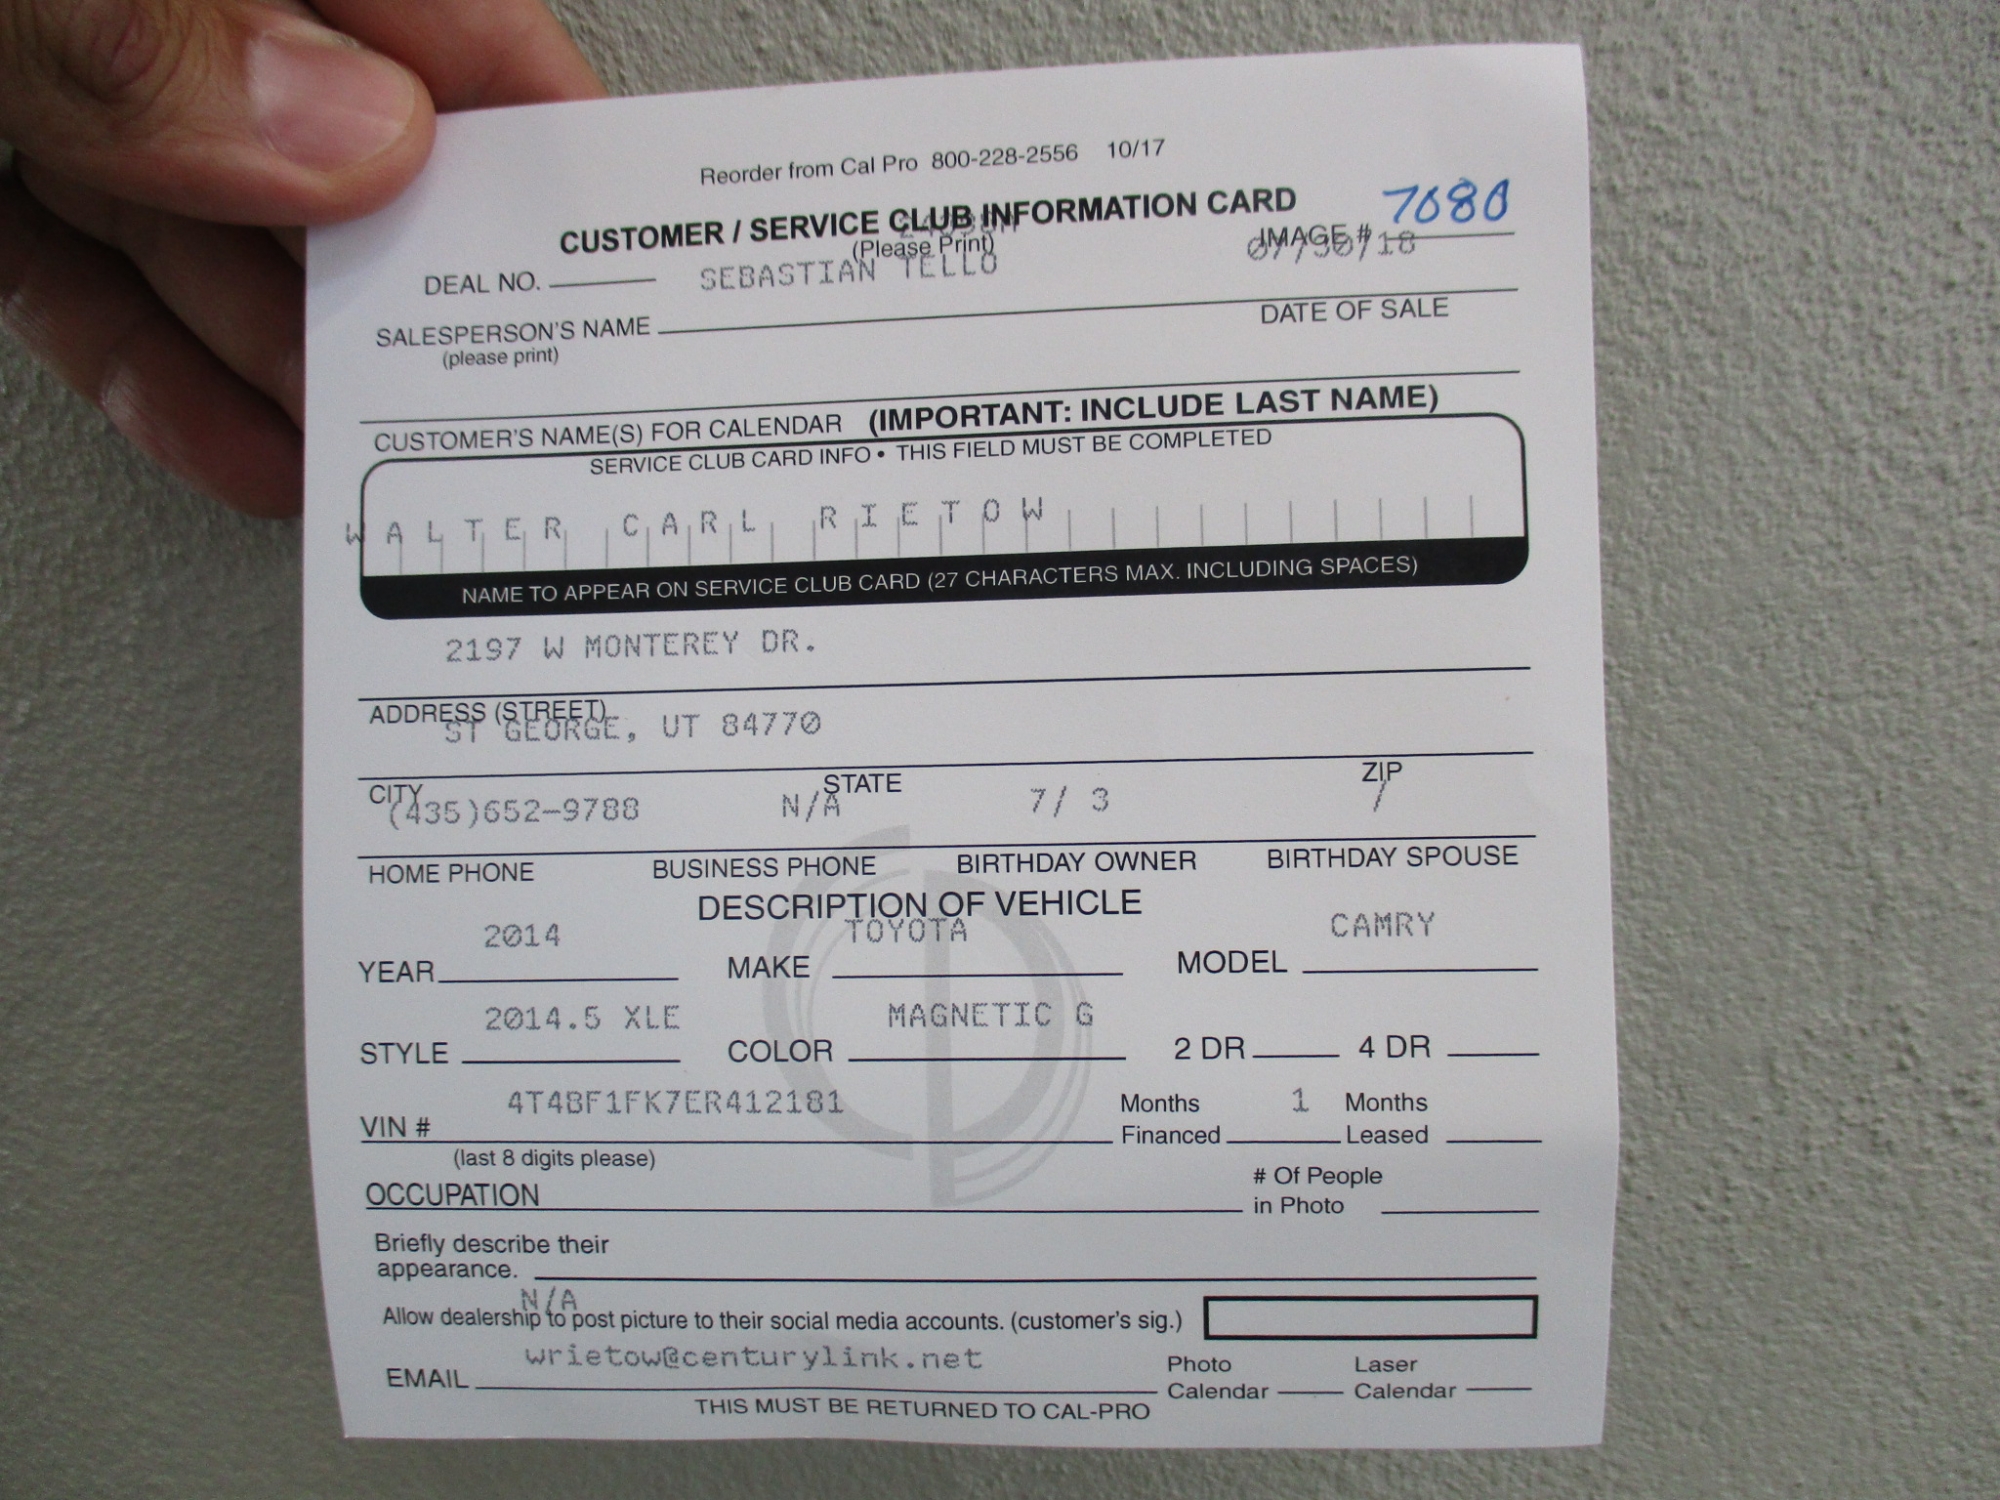 Reorder from Cal Pro 800-228-2556 10/17
CUSTOMER / SERVICE CLUB INFORMATION CARD 7080
(Please Print) IMAGE #
DEAL NO. SEBASTIAN TELLO 07/30/18
SALESPERSON'S NAME DATE OF SALE
(please print)
CUSTOMER'S NAME(S) FOR CALENDAR (IMPORTANT: INCLUDE LAST NAME)
SERVICE CLUB CARD INFO • THIS FIELD MUST BE COMPLETED
WALTER CARL RIETOW
NAME TO APPEAR ON SERVICE CLUB CARD (27 CHARACTERS MAX. INCLUDING SPACES)
2197 W MONTEREY DR.
ADDRESS (STREET)
ST GEORGE, UT 84770
CITY STATE ZIP
(435)652-9788 N/A 7/ 3 /
HOME PHONE BUSINESS PHONE BIRTHDAY OWNER BIRTHDAY SPOUSE
DESCRIPTION OF VEHICLE
2014 TOYOTA CAMRY
YEAR MAKE MODEL
2014.5 XLE MAGNETIC G
STYLE COLOR 2 DR 4 DR
4T4BF1FK7ER412181 Months 1 Months
VIN # Financed Leased
(last 8 digits please)
OCCUPATION # Of People
in Photo
Briefly describe their
appearance.
N/A
Allow dealership to post picture to their social media accounts. (customer's sig.)
wrietow@centurylink.net Photo Laser
EMAIL Calendar Calendar
THIS MUST BE RETURNED TO CAL-PRO